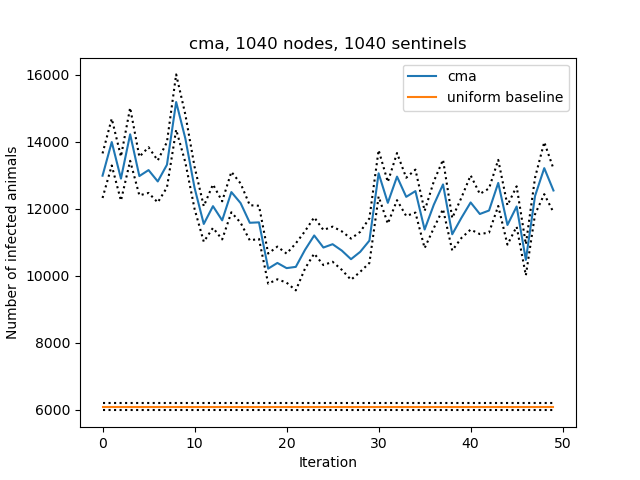 cma, 1040 nodes, 1040 sentinels
cma
uniform baseline
Number of infected animals
16000
14000
12000
10000
8000
6000
0 10 20 30 40 50
Iteration